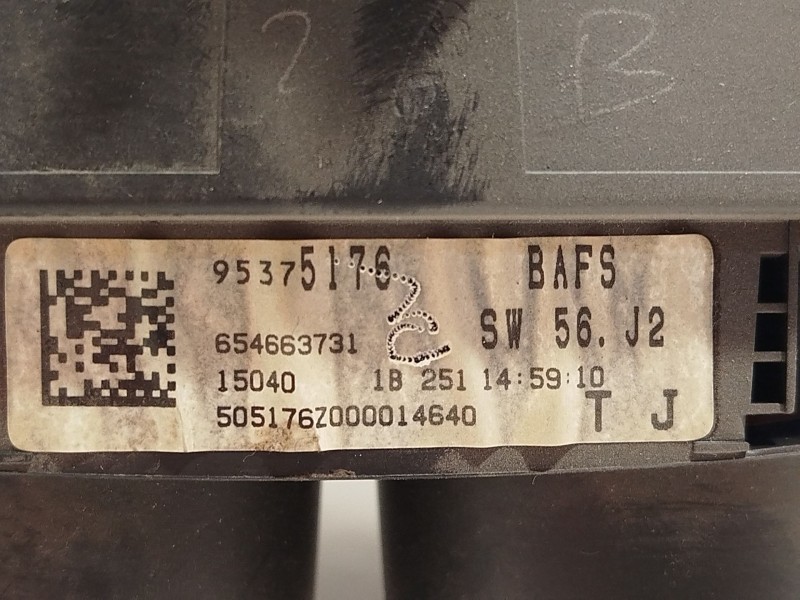 2 B
95375176 BAFS
654663731 SW 56. J2
15040 1B 251 14:59:10
505176Z000014640 T J